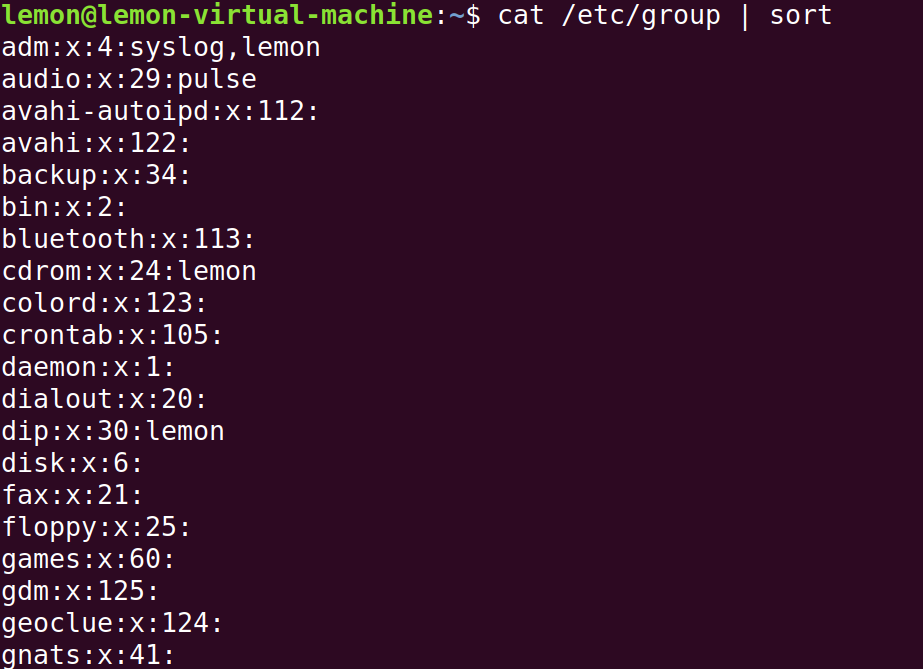 lemon@lemon-virtual-machine:~$ cat /etc/group | sort
adm:x:4:syslog,lemon
audio:x:29:pulse
avahi-autoipd:x:112:
avahi:x:122:
backup:x:34:
bin:x:2:
bluetooth:x:113:
cdrom:x:24:lemon
colord:x:123:
crontab:x:105:
daemon:x:1:
dialout:x:20:
dip:x:30:lemon
disk:x:6:
fax:x:21:
floppy:x:25:
games:x:60:
gdm:x:125:
geoclue:x:124:
gnats:x:41: